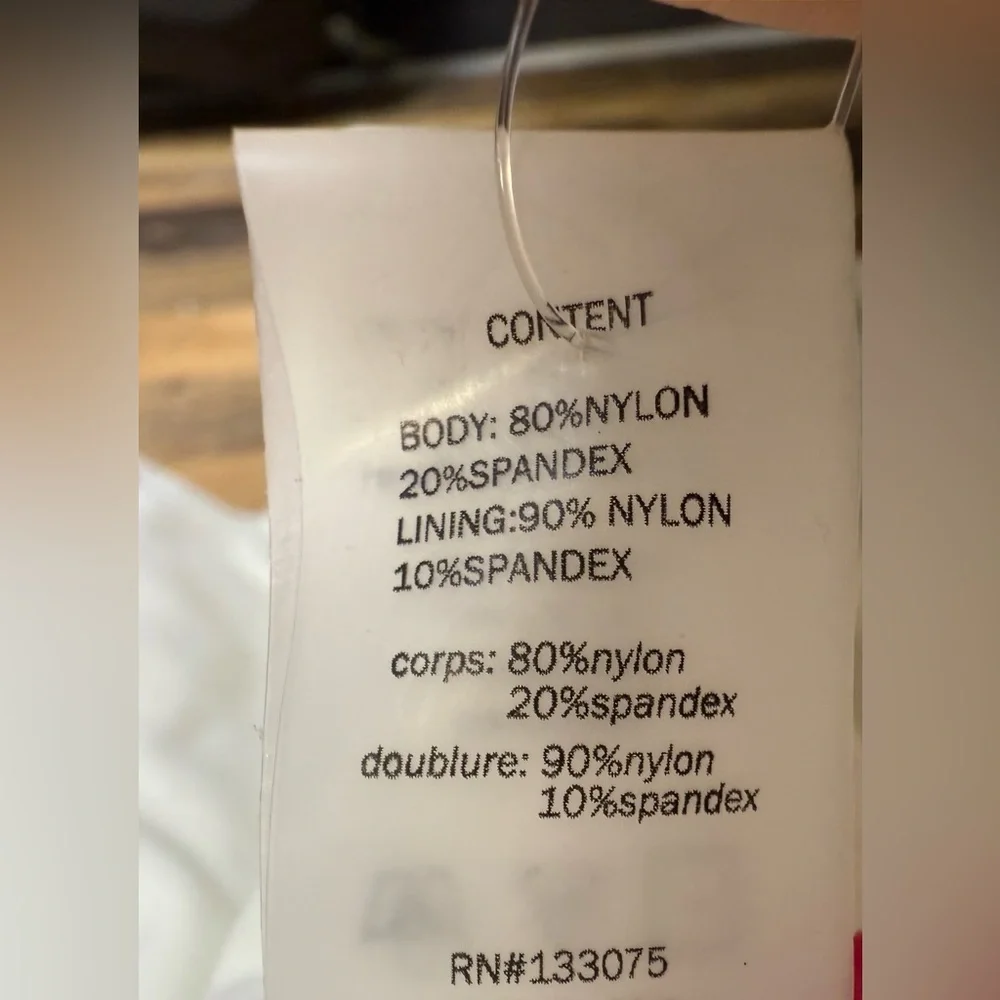 CONTENT
BODY: 80%NYLON
20%SPANDEX
LINING:90% NYLON
10%SPANDEX
corps: 80%nylon
20%spandex
doublure: 90%nylon
10%spandex
RN#133075